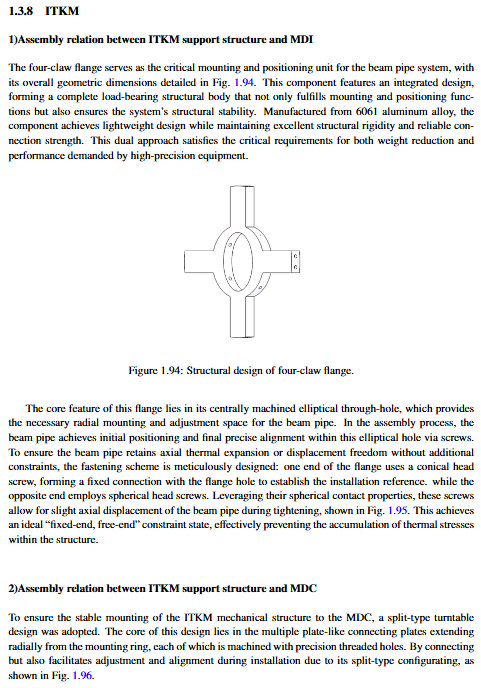 1.3.8 ITKM
1)Assembly relation between ITKM support structure and MDI
The four-claw flange serves as the critical mounting and positioning unit for the beam pipe system, with
its overall geometric dimensions detailed in Fig. 1.94. This component features an integrated design,
forming a complete load-bearing structural body that not only fulfills mounting and positioning func-
tions but also ensures the system's structural stability. Manufactured from 6061 aluminum alloy, the
component achieves lightweight design while maintaining excellent structural rigidity and reliable con-
nection strength. This dual approach satisfies the critical requirements for both weight reduction and
performance demanded by high-precision equipment.
Figure 1.94: Structural design of four-claw flange.
The core feature of this flange lies in its centrally machined elliptical through-hole, which provides
the necessary radial mounting and adjustment space for the beam pipe. In the assembly process, the
beam pipe achieves initial positioning and final precise alignment within this elliptical hole via screws.
To ensure the beam pipe retains axial thermal expansion or displacement freedom without additional
constraints, the fastening scheme is meticulously designed: one end of the flange uses a conical head
screw, forming a fixed connection with the flange hole to establish the installation reference. while the
opposite end employs spherical head screws. Leveraging their spherical contact properties, these screws
allow for slight axial displacement of the beam pipe during tightening, shown in Fig. 1.95. This achieves
an ideal “fixed-end, free-end” constraint state, effectively preventing the accumulation of thermal stresses
within the structure.
2)Assembly relation between ITKM support structure and MDC
To ensure the stable mounting of the ITKM mechanical structure to the MDC, a split-type turntable
design was adopted. The core of this design lies in the multiple plate-like connecting plates extending
radially from the mounting ring, each of which is machined with precision threaded holes. By connecting
but also facilitates adjustment and alignment during installation due to its split-type configurating, as
shown in Fig. 1.96.